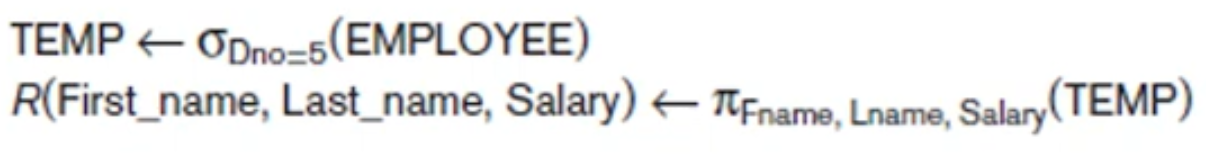 TEMP ← σDno=5(EMPLOYEE)
R(First_name, Last_name, Salary) ← πFname, Lname, Salary(TEMP)